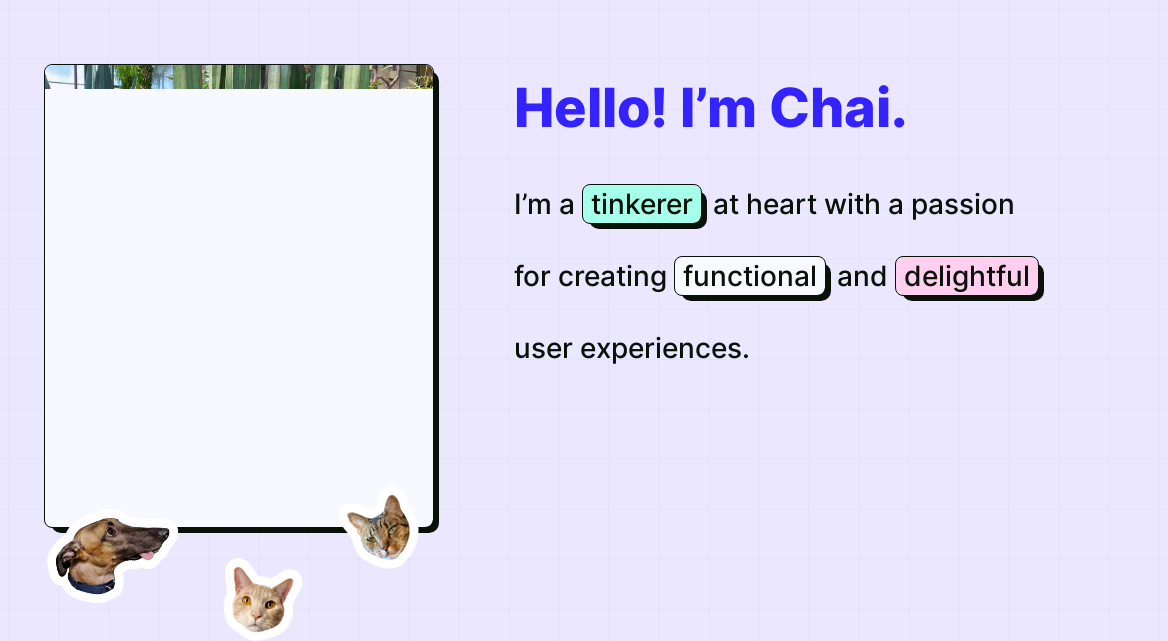 Hello! I’m Chai.
I’m a tinkerer at heart with a passion
for creating functional and delightful
user experiences.